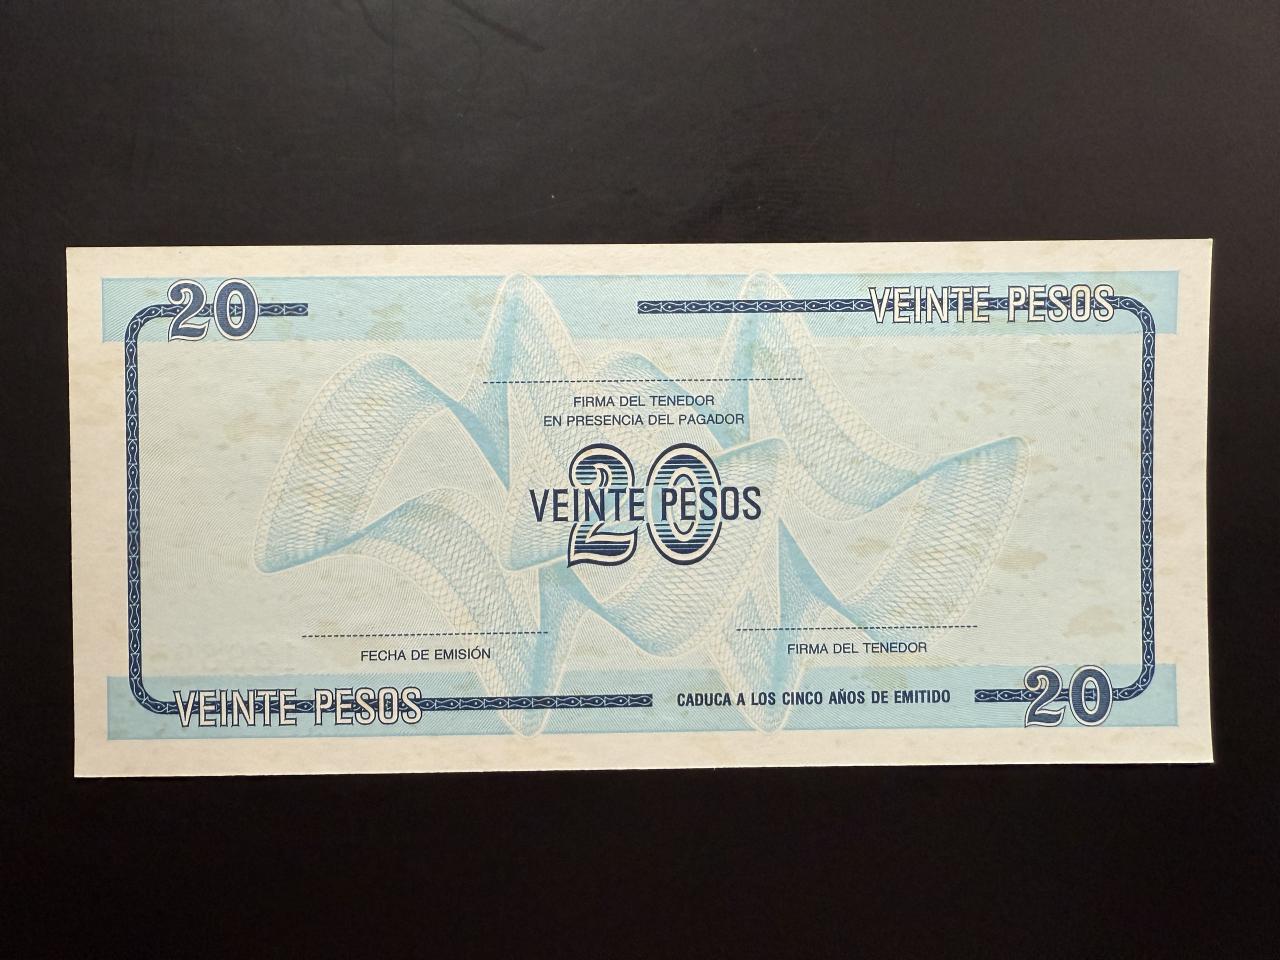 20
VEINTE PESOS
FIRMA DEL TENEDOR
EN PRESENCIA DEL PAGADOR
20
VEINTE PESOS
FECHA DE EMISIÓN
FIRMA DEL TENEDOR
VEINTE PESOS
CADUCA A LOS CINCO AÑOS DE EMITIDO
20